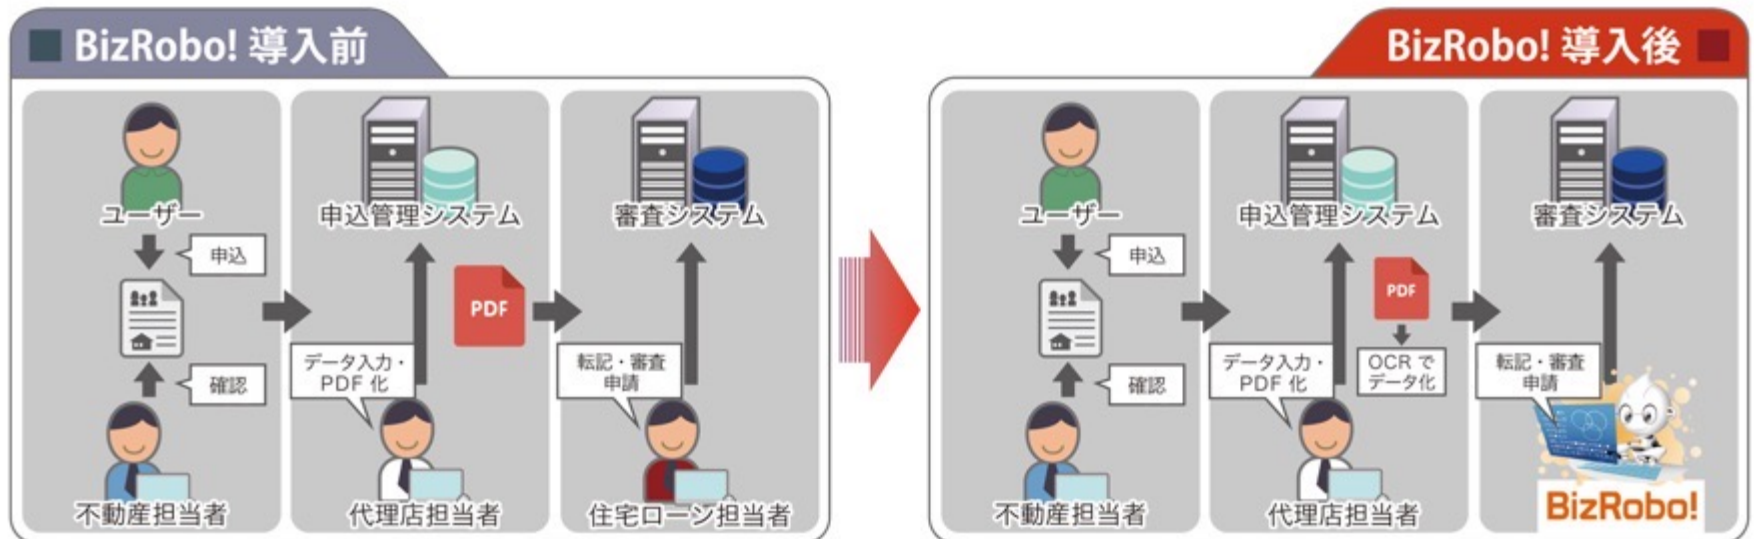 BizRobo! 導入前
ユーザー
申込
確認
不動産担当者
申込管理システム
PDF
データ入力・
PDF 化
代理店担当者
審査システム
転記・審査
申請
住宅ローン担当者
BizRobo! 導入後
ユーザー
申込
確認
不動産担当者
申込管理システム
PDF
データ入力・
PDF 化
OCR で
データ化
代理店担当者
審査システム
転記・審査
申請
BizRobo!